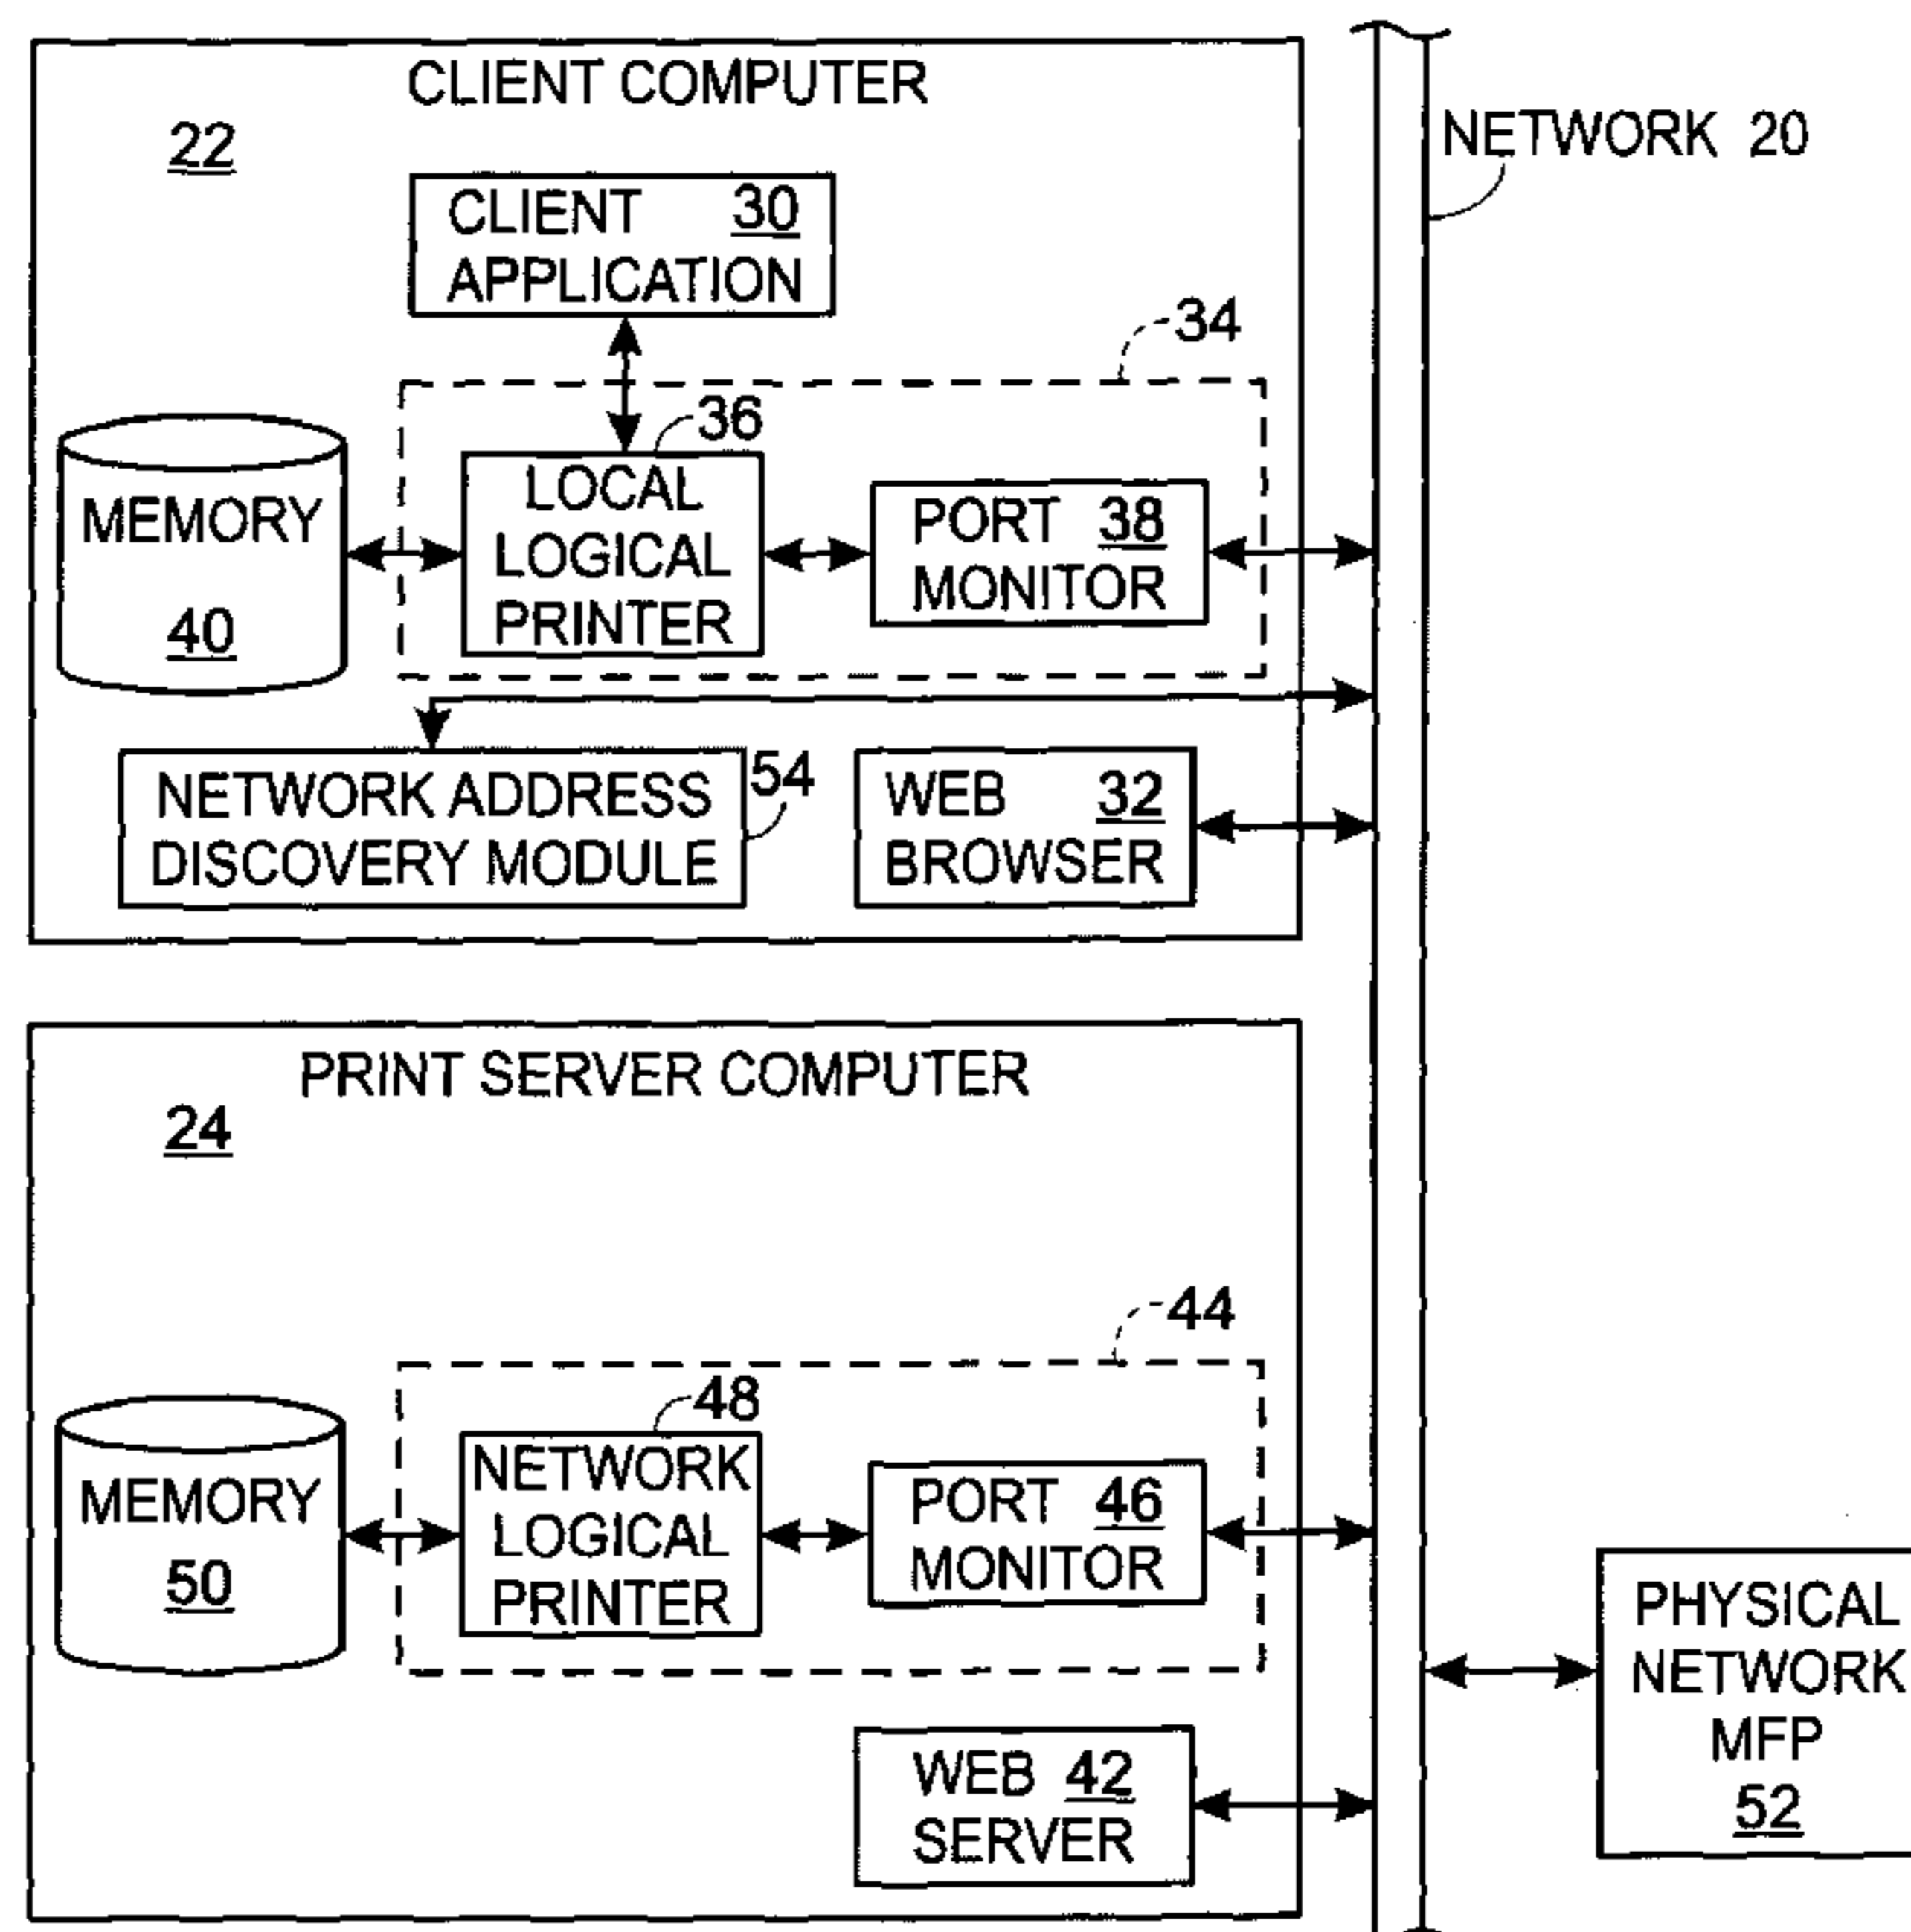 CLIENT COMPUTER
22
NETWORK 20
CLIENT 30
APPLICATION
34
36
LOCAL
LOGICAL
PRINTER
PORT 38
MONITOR
MEMORY
40
NETWORK ADDRESS
DISCOVERY MODULE
54
WEB 32
BROWSER
PRINT SERVER COMPUTER
24
44
48
NETWORK
LOGICAL
PRINTER
PORT 46
MONITOR
MEMORY
50
WEB 42
SERVER
PHYSICAL
NETWORK
MFP
52